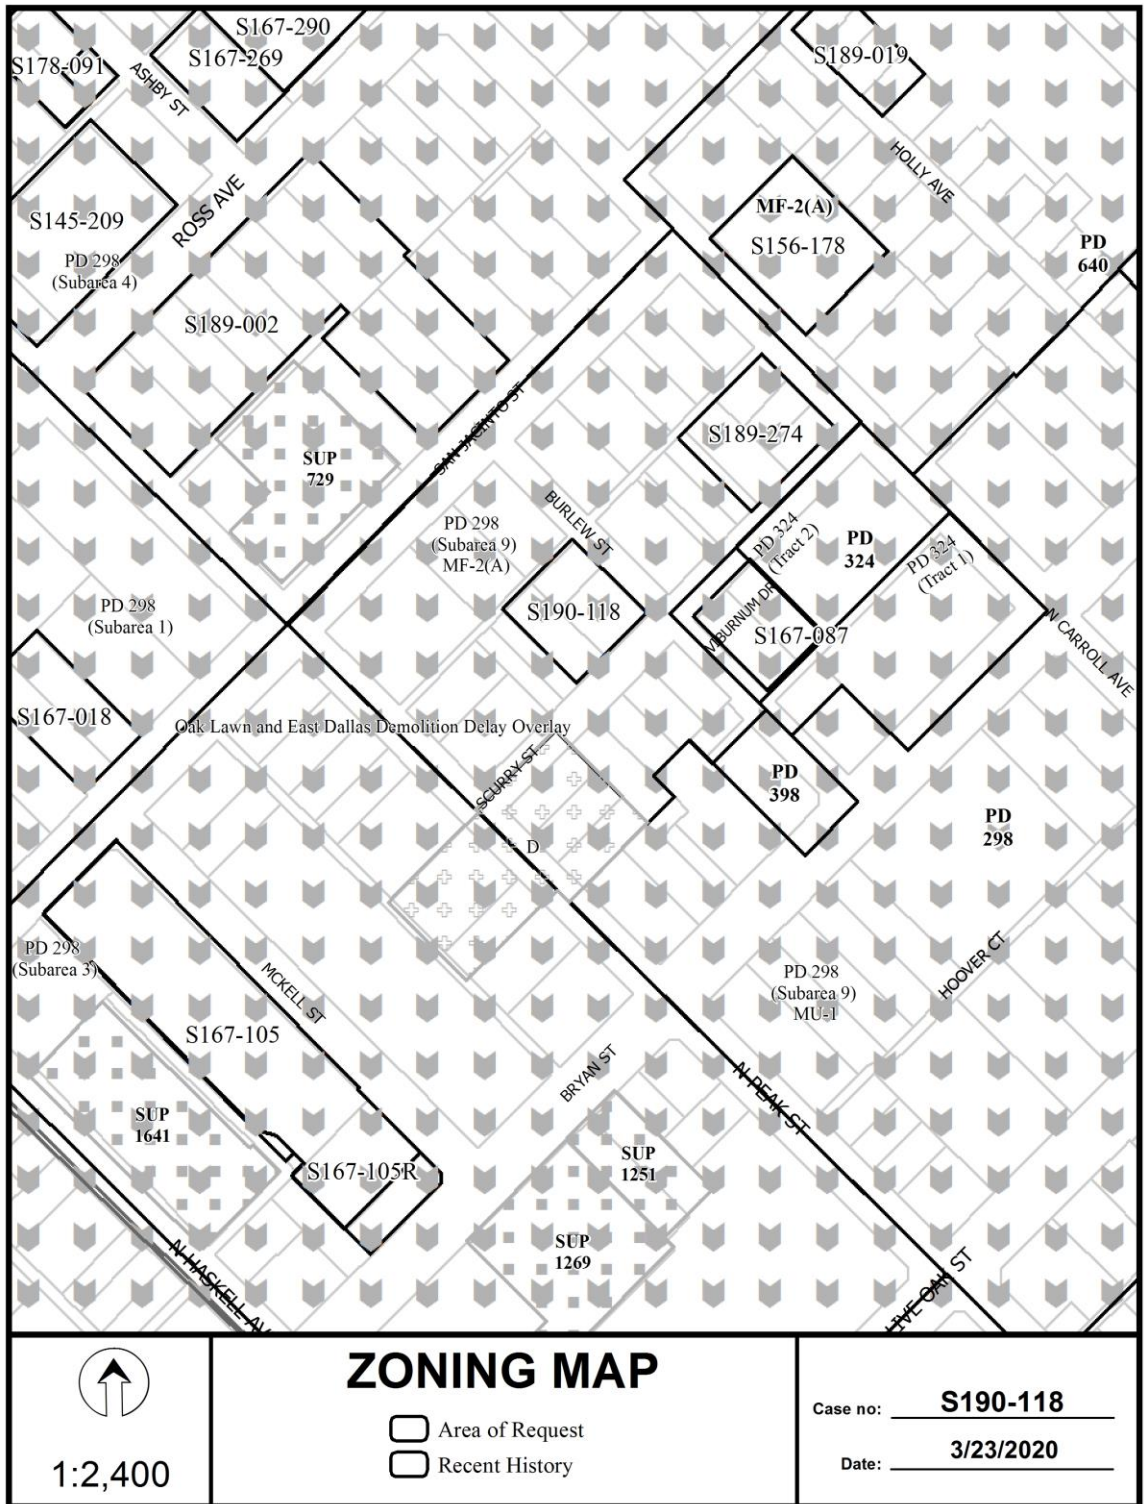 S167-290
S167-269
S178-091
ASHBY ST
S189-019
HOLLY AVE
MF-2(A)
S156-178
PD
640
S145-209
PD 298
(Subarea 4)
ROSS AVE
S189-002
SAN JACINTO ST
SUP
729
S189-274
BURLEW ST
PD 298
(Subarea 9)
MF-2(A)
PD 324
(Tract 2)
PD
324
PD 324
(Tract 1)
PD 298
(Subarea 1)
S190-118
VIBURNUM DR
S167-087
N CARROLL AVE
S167-018
Oak Lawn and East Dallas Demolition Delay Overlay
SCURRY ST
PD
398
PD
298
D
PD 298
(Subarea 3)
MCKELL ST
PD 298
(Subarea 9)
MU-1
HOOVER CT
S167-105
BRYAN ST
N PEAK ST
SUP
1641
S167-105R
SUP
1251
SUP
1269
N HASKELL AV
LIVE OAK ST
1:2,400
ZONING MAP
Area of Request
Recent History
Case no: S190-118
Date: 3/23/2020